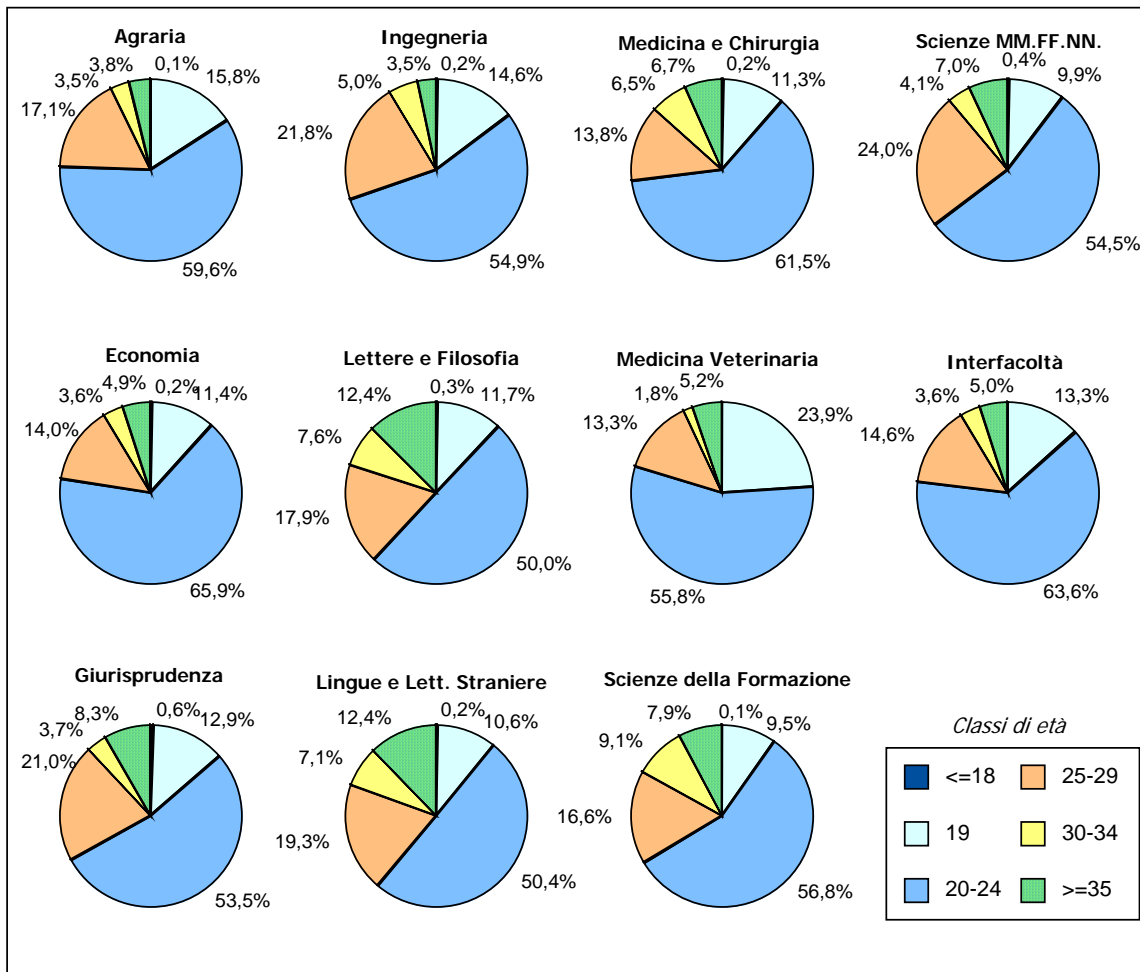 Agraria
3,8% 0,1%
3,5% 15,8%
17,1%
59,6%
Ingegneria
3,5% 0,2%
5,0% 14,6%
21,8%
54,9%
Medicina e Chirurgia
6,7% 0,2%
6,5% 11,3%
13,8%
61,5%
Scienze MM.FF.NN.
7,0% 0,4%
4,1% 9,9%
24,0%
54,5%
Economia
4,9% 0,2%
3,6% 11,4%
14,0%
65,9%
Lettere e Filosofia
12,4% 0,3% 11,7%
7,6%
17,9%
50,0%
Medicina Veterinaria
5,2%
1,8% 23,9%
13,3%
55,8%
Interfacoltà
5,0% 13,3%
3,6%
14,6%
63,6%
Giurisprudenza
8,3% 0,6%
3,7% 12,9%
21,0%
53,5%
Lingue e Lett. Straniere
12,4% 0,2% 10,6%
7,1%
19,3%
50,4%
Scienze della Formazione
7,9% 0,1% 9,5%
9,1%
16,6%
56,8%
Classi di età
<=18 25-29
19 30-34
20-24 >=35